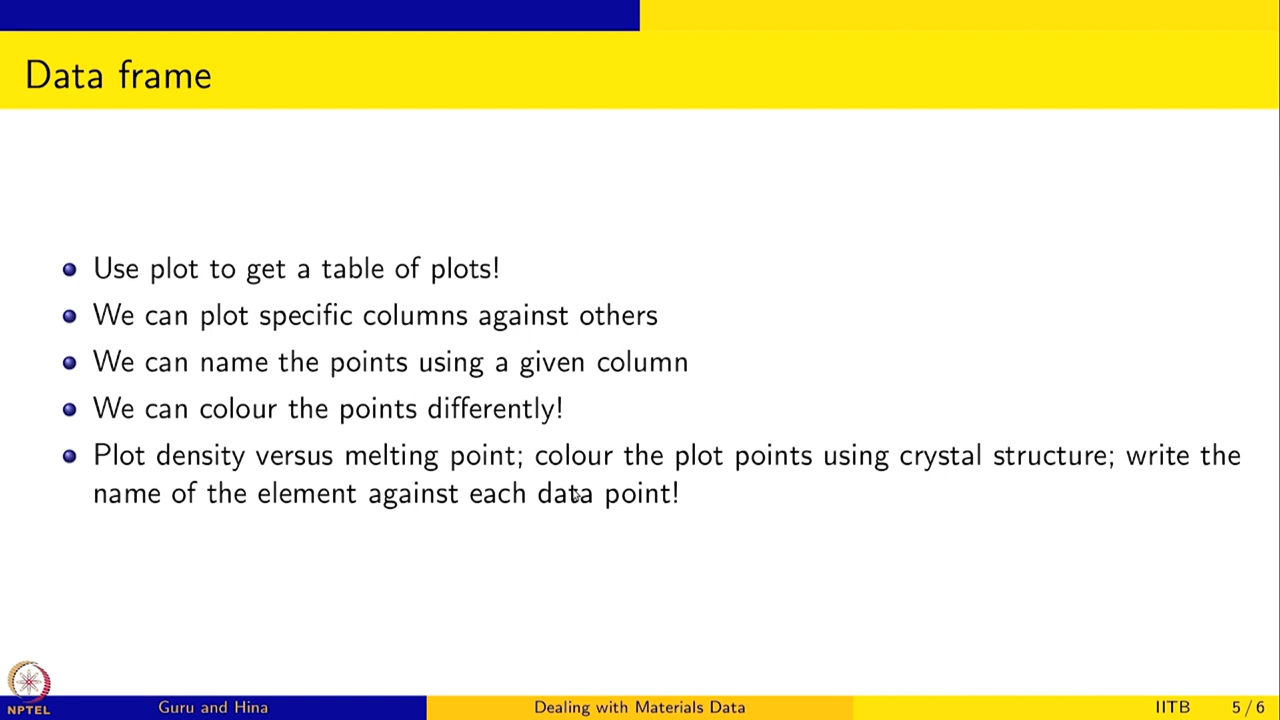 Data frame
Use plot to get a table of plots!
We can plot specific columns against others
We can name the points using a given column
We can colour the points differently!
Plot density versus melting point; colour the plot points using crystal structure; write the
name of the element against each data point!
NPTEL
Guru and Hina
Dealing with Materials Data
IITB
5 / 6